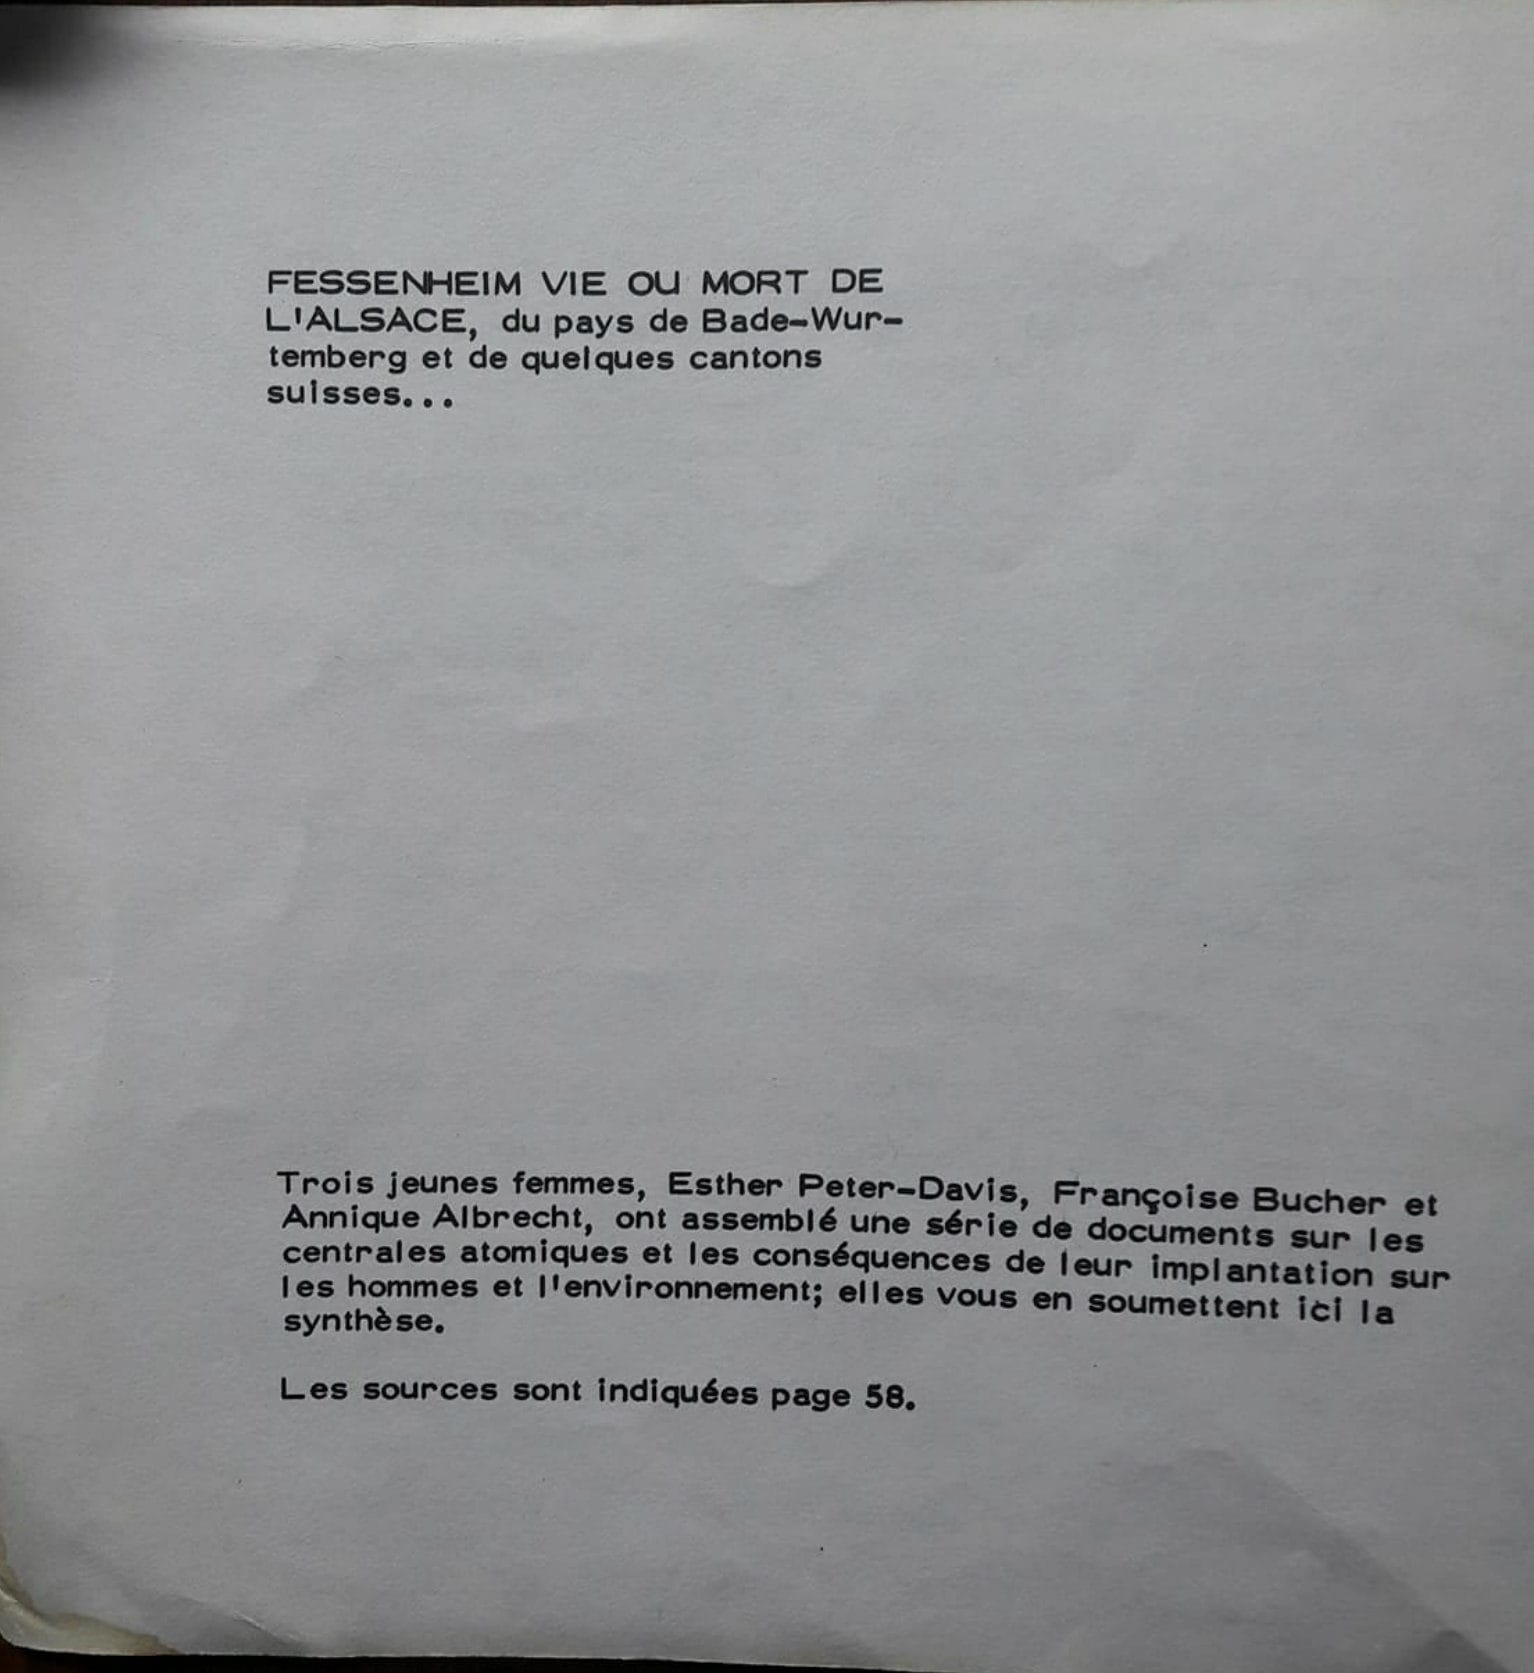 FESSENHEIM VIE OU MORT DE
L'ALSACE, du pays de Bade-Wur-
temberg et de quelques cantons
suisses...
Trois jeunes femmes, Esther Peter-Davis, Françoise Bucher et
Annique Albrecht, ont assemblé une série de documents sur les
centrales atomiques et les conséquences de leur implantation sur
les hommes et l'environnement; elles vous en soumettent ici la
synthèse.
Les sources sont indiquées page 58.